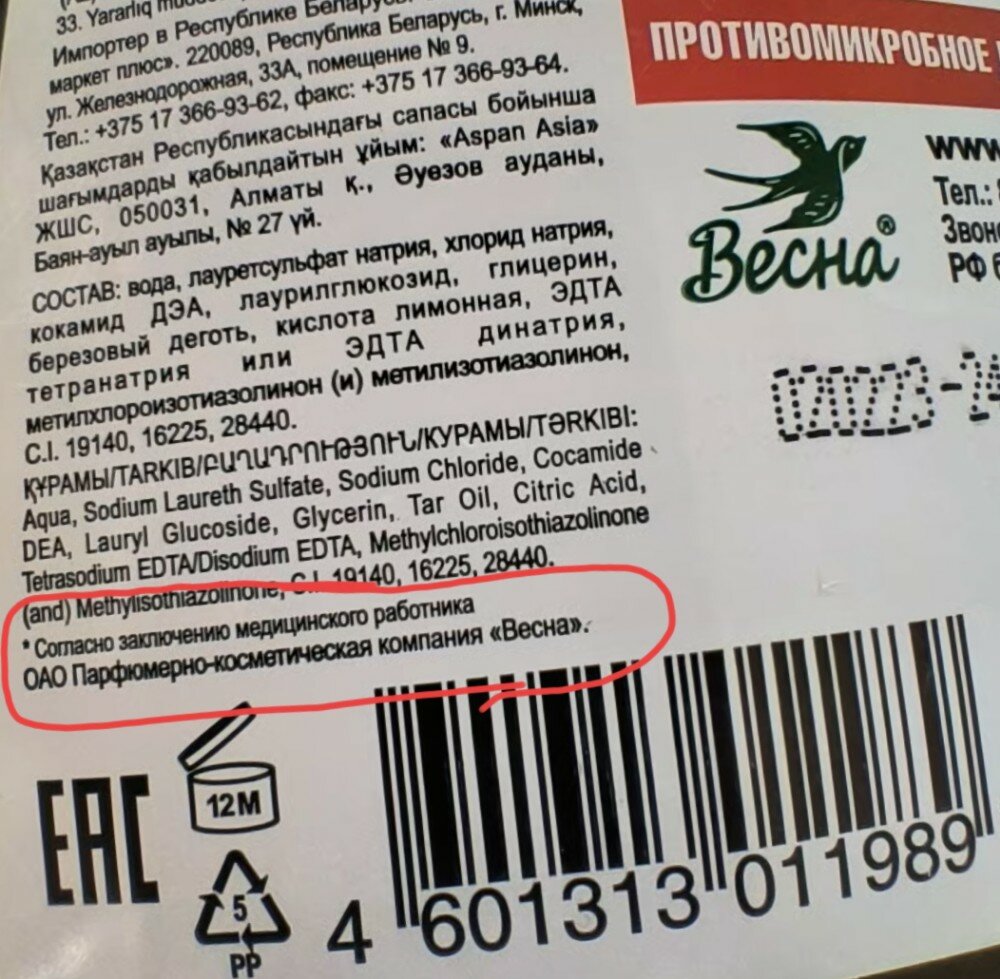 33. Yararlıq
Импортер в Республике Беларусь:
маркет плюс». 220089, Республика Беларусь, г. Минск,
ул. Железнодорожная, 33А, помещение № 9.
Тел.: +375 17 366-93-62, факс: +375 17 366-93-64.
Қазақстан Республикасындағы сапасы бойынша
шағымдарды қабылдайтын ұйым: «Aspan Asia»
ЖШС, 050031, Алматы қ., Әуезов ауданы,
Баян-ауыл ауылы, № 27 үй.
СОСТАВ: вода, лауретсульфат натрия, хлорид натрия,
кокамид ДЭА, лаурилглюкозид, глицерин,
березовый деготь, кислота лимонная, ЭДТА
тетранатрия или ЭДТА динатрия,
метилхлороизотиазолинон (и) метилизотиазолинон,
C.I. 19140, 16225, 28440.
ҚҰРАМЫ/TARKIB/ԲԱՂԱԴՐՈՒԹՅՈՒՆ/КУРАМЫ/TƏRKIBI:
Aqua, Sodium Laureth Sulfate, Sodium Chloride, Cocamide
DEA, Lauryl Glucoside, Glycerin, Tar Oil, Citric Acid,
Tetrasodium EDTA/Disodium EDTA, Methylchloroisothiazolinone
(and) Methylisothiazolinone, C.I. 19140, 16225, 28440.
* Согласно заключению медицинского работника
ОАО Парфюмерно-косметическая компания «Весна».
ПРОТИВОМИКРОБНОЕ
www
Весна®
Тел.:
РФ
020223-
EAC
12M
5
PP
4 601313 011989